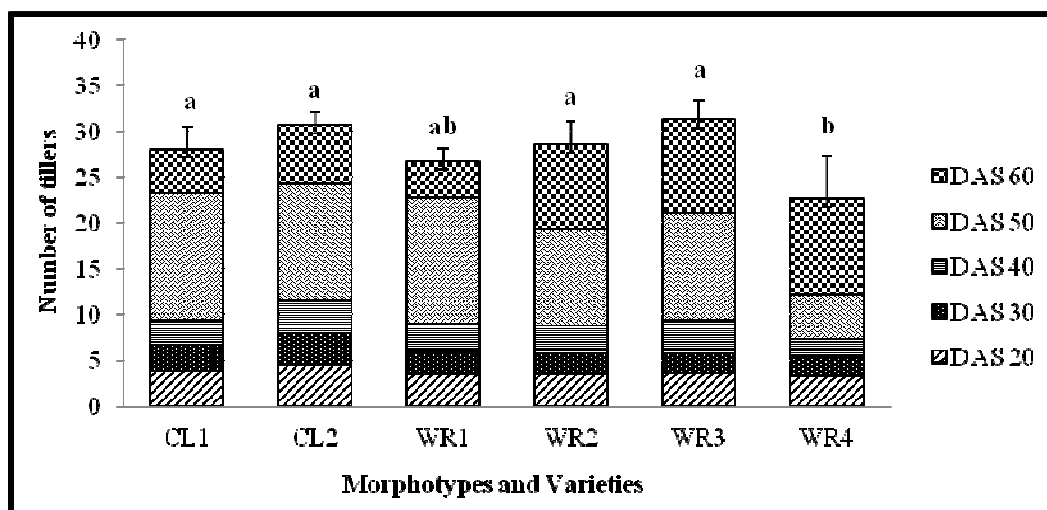 40
35
30
25
20
15
10
5
0
Number of tillers
a
a
ab
a
a
b
CL1
CL2
WR1
WR2
WR3
WR4
Morphotypes and Varieties
DAS 60
DAS 50
DAS 40
DAS 30
DAS 20